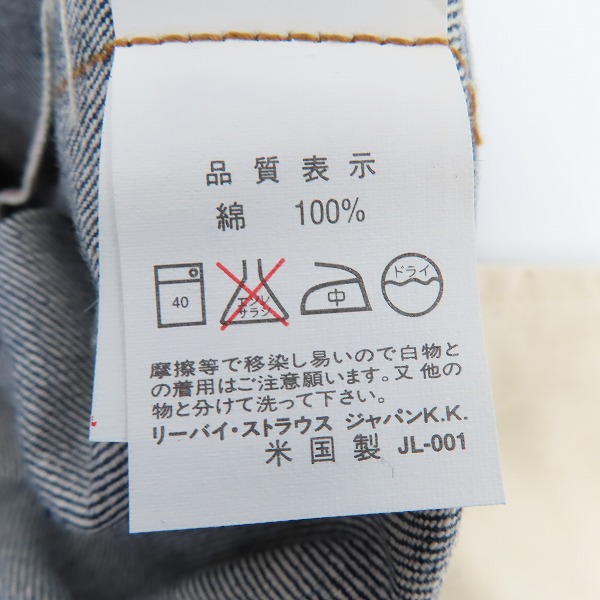 品質表示
綿 100%
40 エンソサラシ 中 ドライ
摩擦等で移染し易いので白物と
の着用はご注意願います。又 他の
物と分けて洗って下さい。
リーバイ・ストラウス ジャパンK.K.
米国製 JL-001